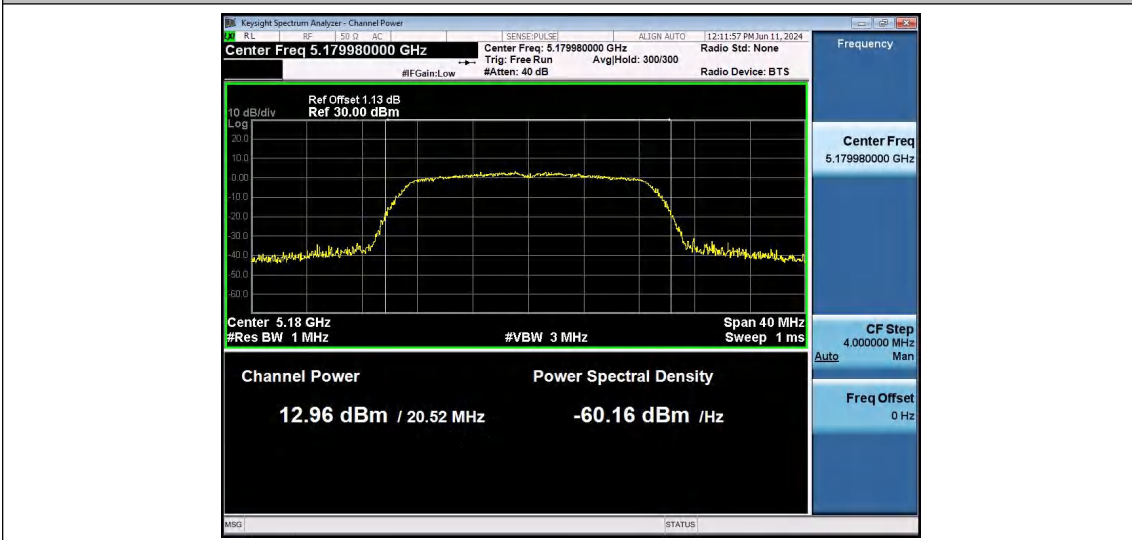 Keysight Spectrum Analyzer - Channel Power
LXI RL RF 50 Ω AC SENSE:PULSE ALIGN AUTO 12:11:57 PM Jun 11, 2024
Center Freq 5.179980000 GHz
Center Freq: 5.179980000 GHz
Radio Std: None
Trig: Free Run Avg|Hold: 300/300
#IFGain:Low
#Atten: 40 dB
Radio Device: BTS
Frequency
Ref Offset 1.13 dB
10 dB/div Ref 30.00 dBm
Log
20.0
10.0
0.00
-10.0
-20.0
-30.0
-40.0
-50.0
-60.0
Center 5.18 GHz
Span 40 MHz
#Res BW 1 MHz
#VBW 3 MHz
Sweep 1 ms
Center Freq
5.179980000 GHz
CF Step
4.000000 MHz
Auto Man
Freq Offset
0 Hz
Channel Power
Power Spectral Density
12.96 dBm / 20.52 MHz
-60.16 dBm /Hz
MSG
STATUS